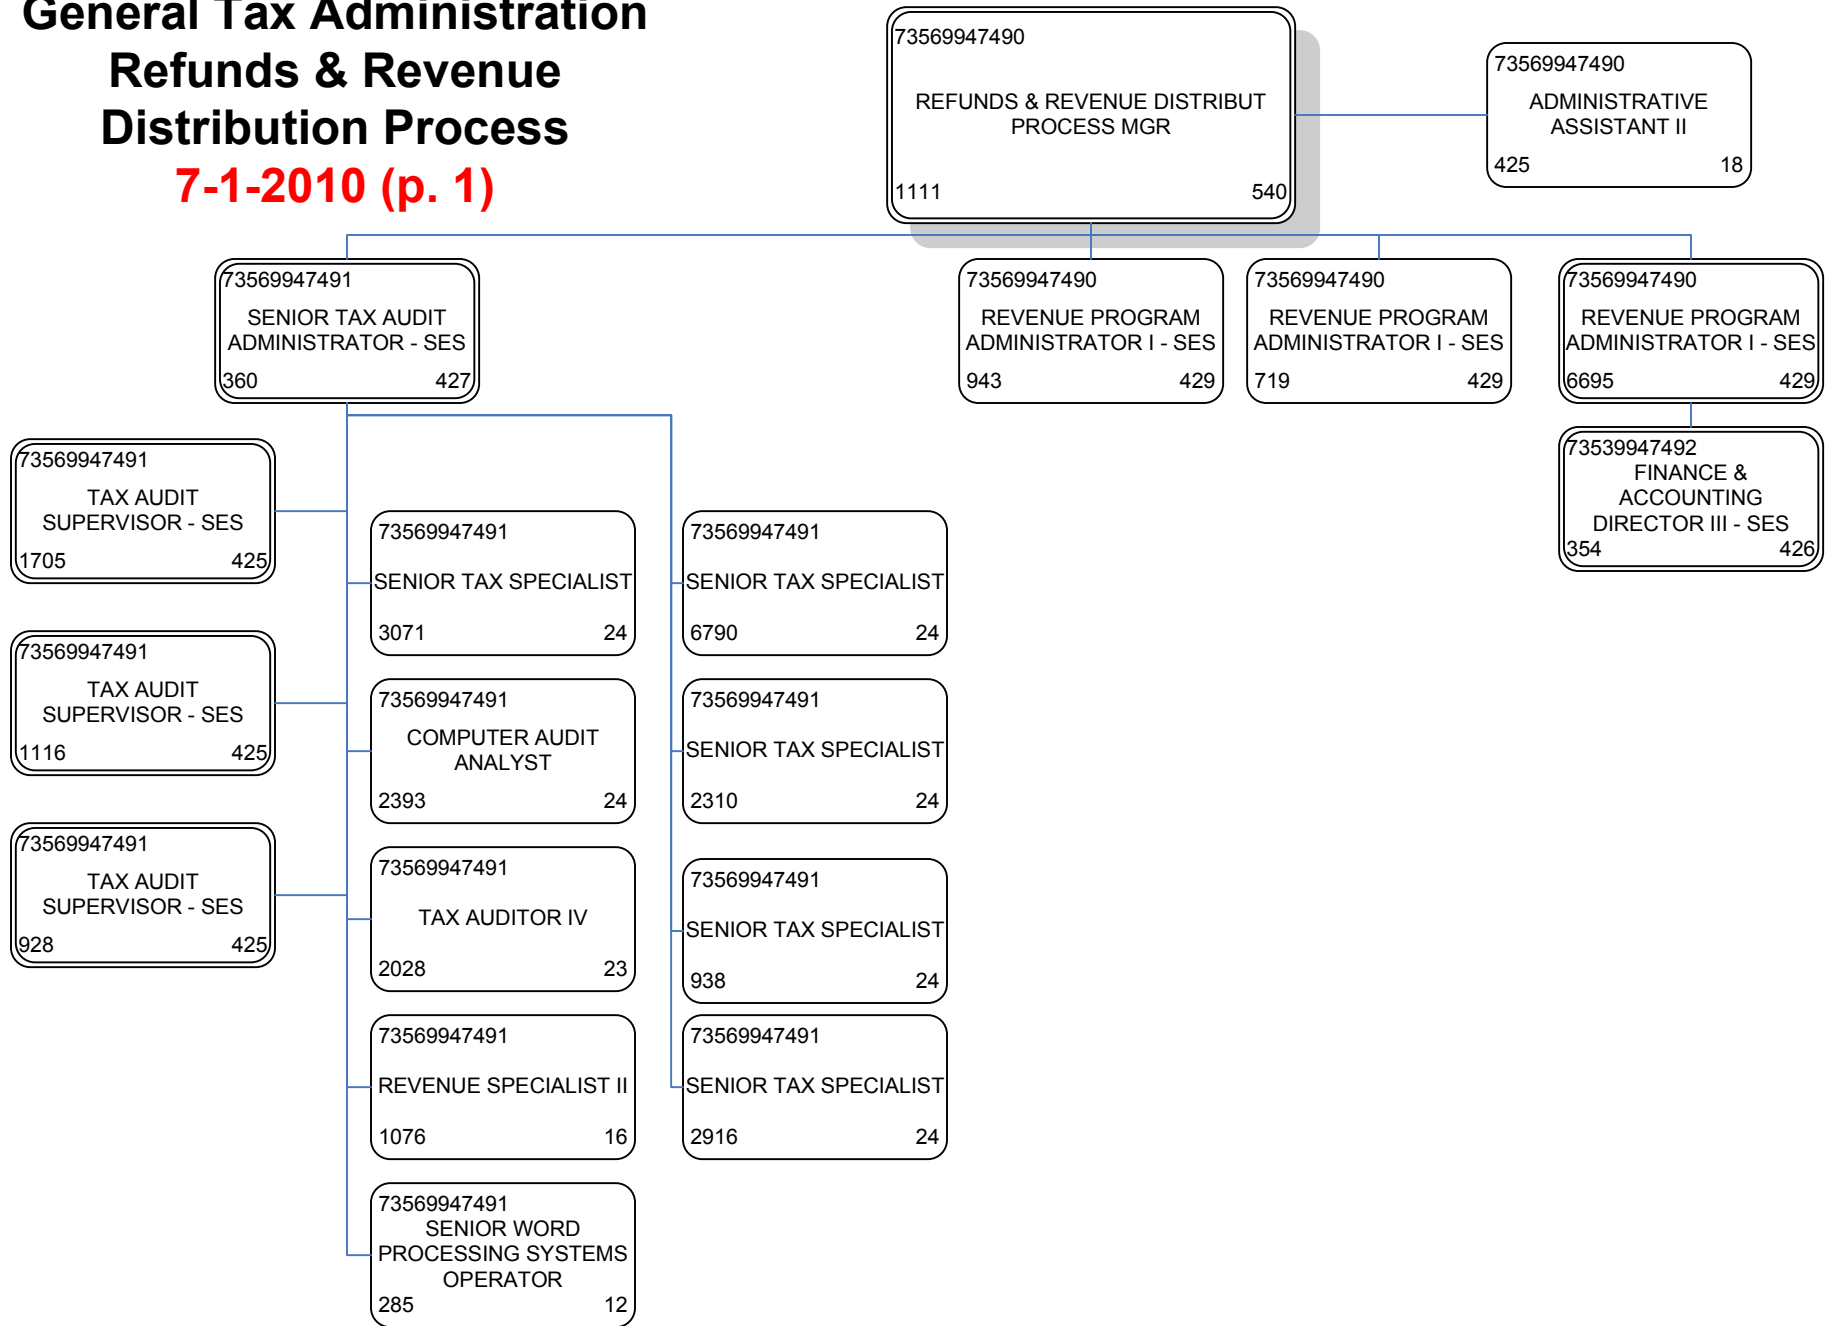 General Tax Administration
Refunds & Revenue
Distribution Process
7-1-2010 (p. 1)
73569947490
REFUNDS & REVENUE DISTRIBUT
PROCESS MGR
1111 540
73569947490
ADMINISTRATIVE
ASSISTANT II
425 18
73569947491
SENIOR TAX AUDIT
ADMINISTRATOR - SES
360 427
73569947490
REVENUE PROGRAM
ADMINISTRATOR I - SES
943 429
73569947490
REVENUE PROGRAM
ADMINISTRATOR I - SES
719 429
73569947490
REVENUE PROGRAM
ADMINISTRATOR I - SES
6695 429
73539947492
FINANCE &
ACCOUNTING
DIRECTOR III - SES
354 426
73569947491
TAX AUDIT
SUPERVISOR - SES
1705 425
73569947491
TAX AUDIT
SUPERVISOR - SES
1116 425
73569947491
TAX AUDIT
SUPERVISOR - SES
928 425
73569947491
SENIOR TAX SPECIALIST
3071 24
73569947491
COMPUTER AUDIT
ANALYST
2393 24
73569947491
TAX AUDITOR IV
2028 23
73569947491
REVENUE SPECIALIST II
1076 16
73569947491
SENIOR WORD
PROCESSING SYSTEMS
OPERATOR
285 12
73569947491
SENIOR TAX SPECIALIST
6790 24
73569947491
SENIOR TAX SPECIALIST
2310 24
73569947491
SENIOR TAX SPECIALIST
938 24
73569947491
SENIOR TAX SPECIALIST
2916 24